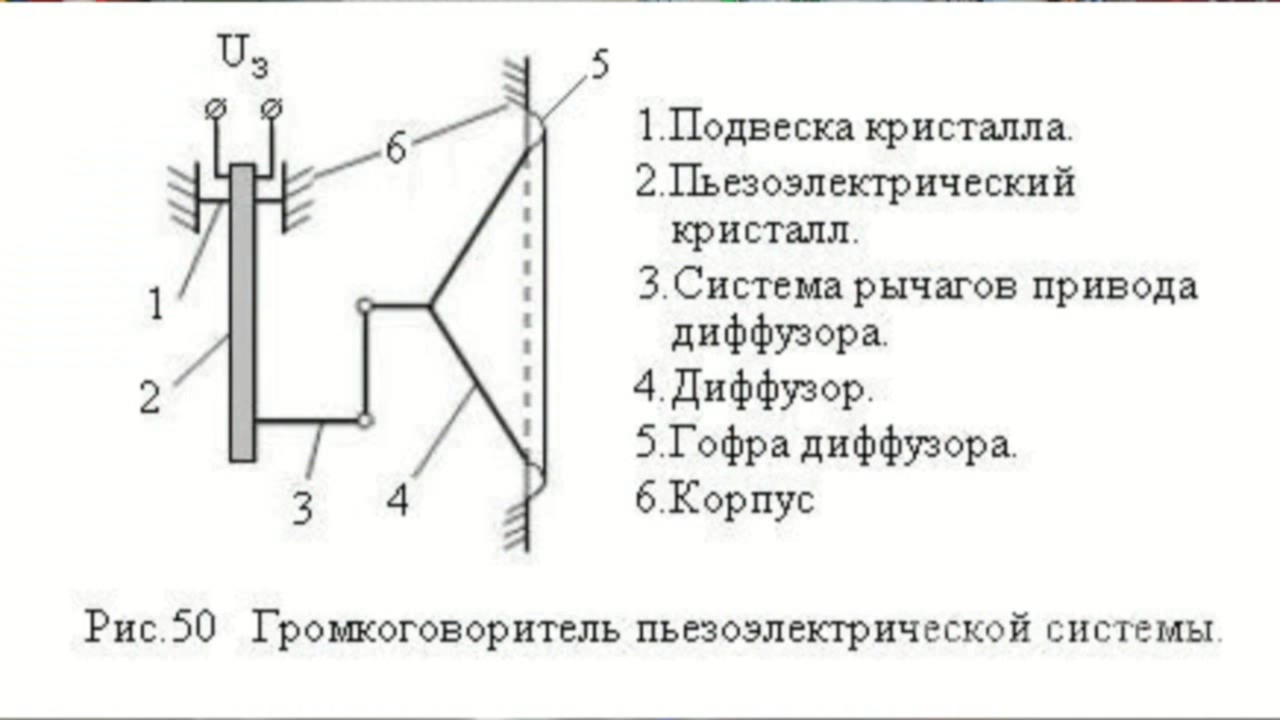 Uз
5
6
1
2
3
4
1.Подвеска кристалла.
2.Пьезоэлектрический
кристалл.
3.Система рычагов привода
диффузора.
4.Диффузор.
5.Гофра диффузора.
6.Корпус
Рис.50 Громкоговоритель пьезоэлектрической системы.